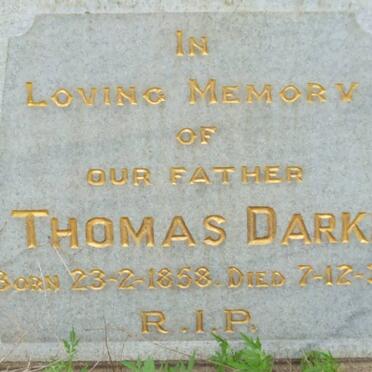 In
Loving Memory
of
our Father
Thomas Dark
Born 23-2-1858. Died 7-12-
R.I.P.